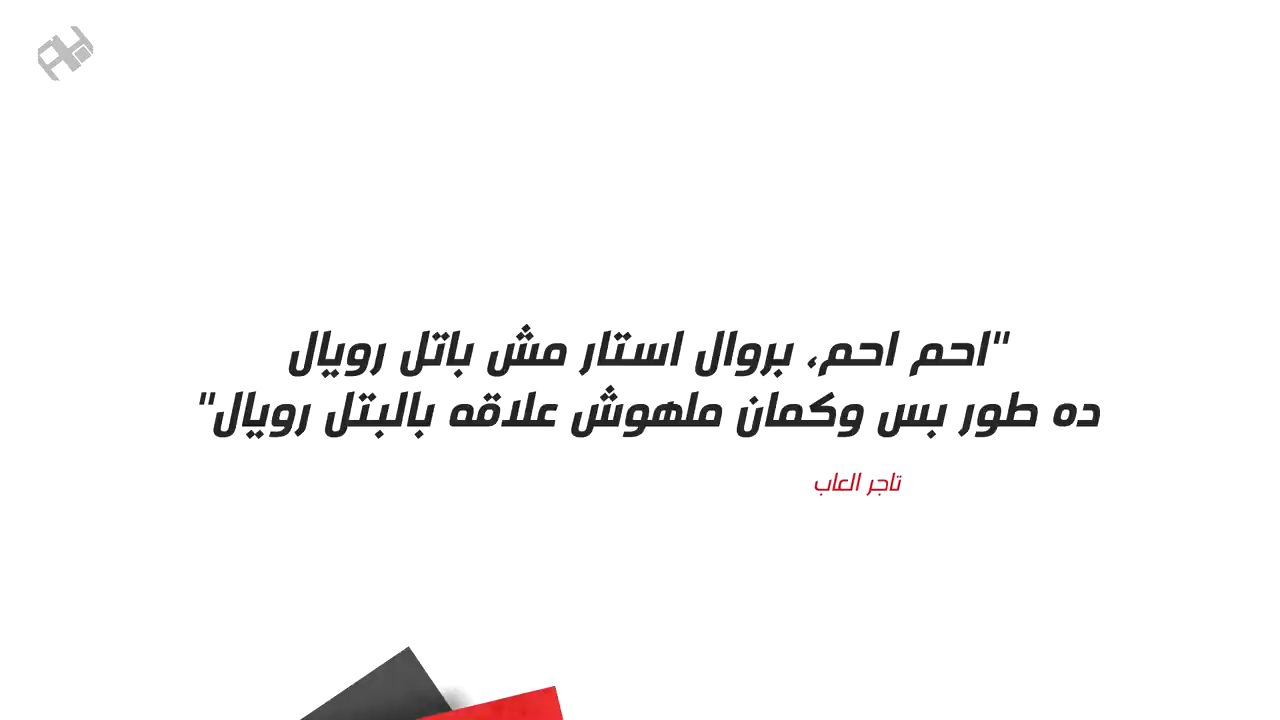 "احم احم، بروال استار مش باتل رويال
ده طور بس وكمان ملهوش علاقه بالبتل رويال"
تاجر العاب